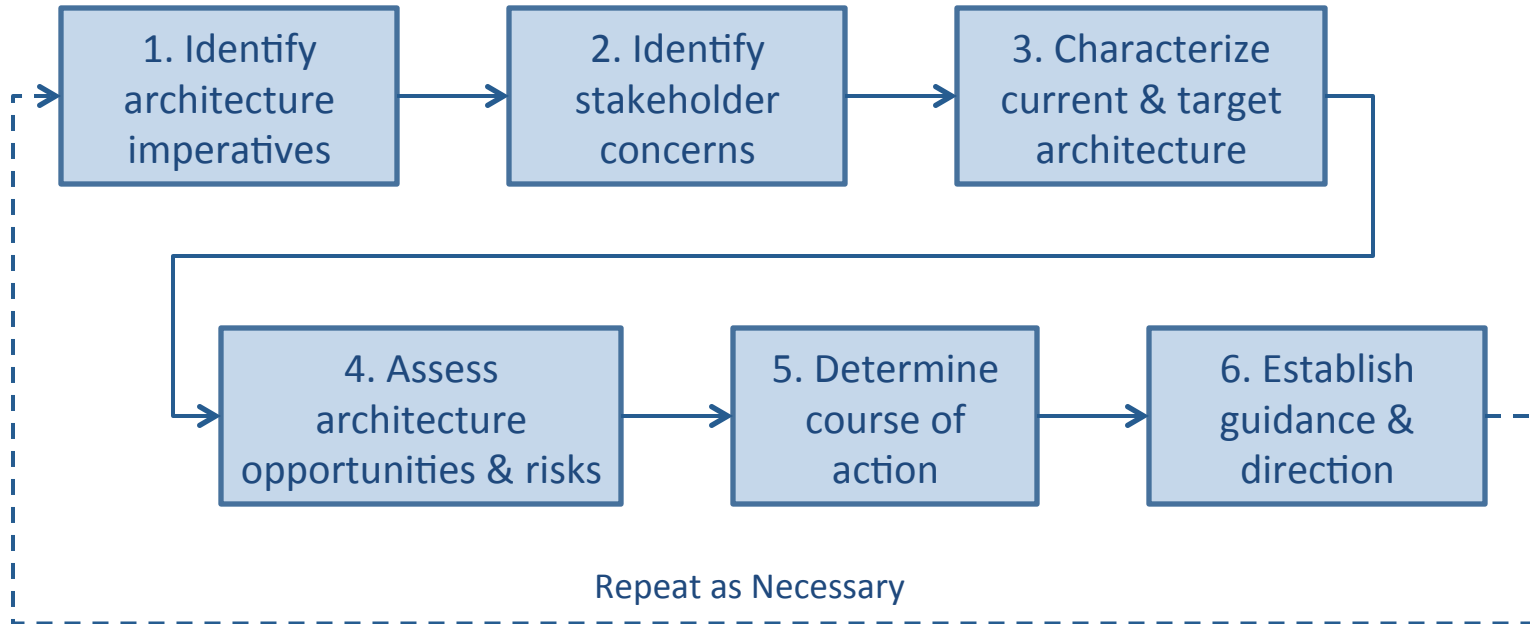 1. Identify
architecture
imperatives
2. Identify
stakeholder
concerns
3. Characterize
current & target
architecture
4. Assess
architecture
opportunities & risks
5. Determine
course of
action
6. Establish
guidance &
direction
Repeat as Necessary